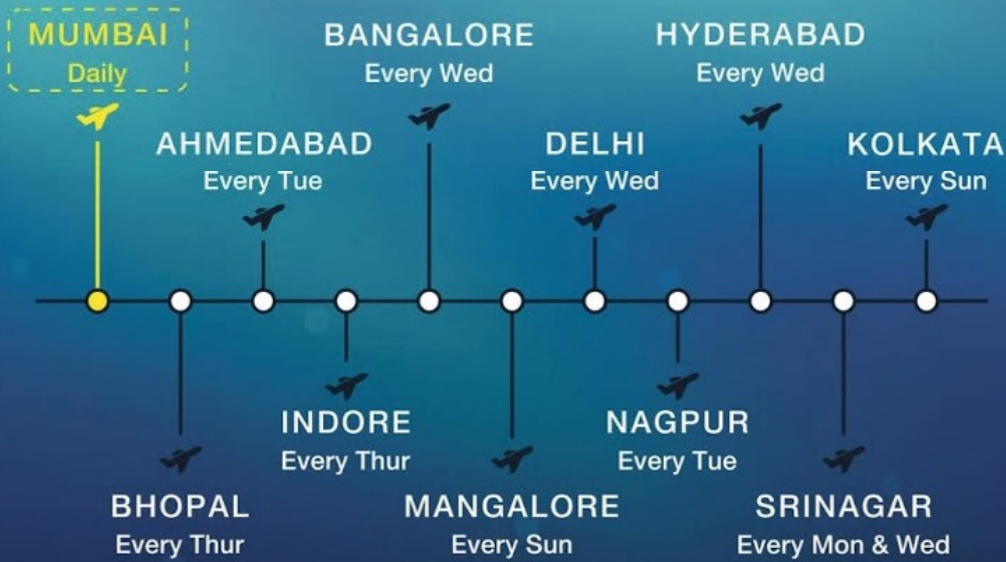 MUMBAI
Daily
BANGALORE
Every Wed
HYDERABAD
Every Wed
AHMEDABAD
Every Tue
DELHI
Every Wed
KOLKATA
Every Sun
INDORE
Every Thur
NAGPUR
Every Tue
BHOPAL
Every Thur
MANGALORE
Every Sun
SRINAGAR
Every Mon & Wed